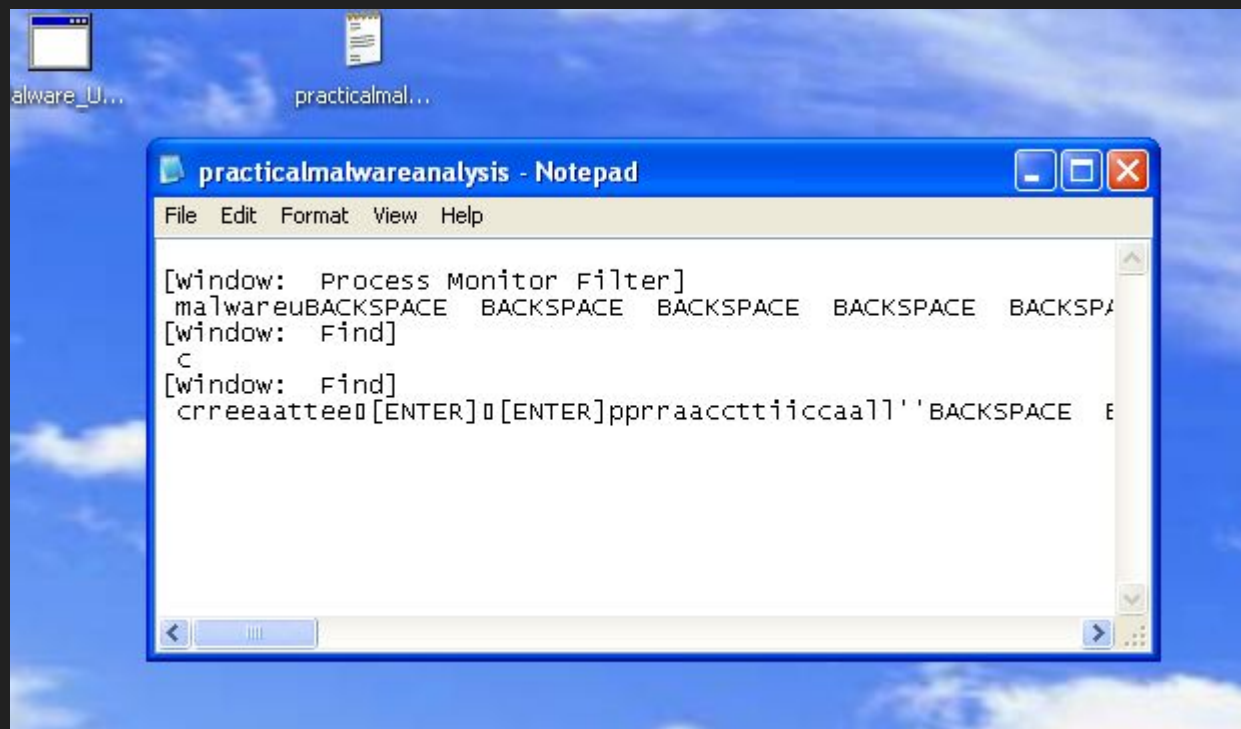 alware_U...
practicalmal...
practicalmalwareanalysis - Notepad
File Edit Format View Help
[Window:  Process Monitor Filter]
malwareuBACKSPACE  BACKSPACE  BACKSPACE  BACKSPACE  BACKSPA
[Window:  Find]
c
[Window:  Find]
crreeaattee▯[ENTER]▯[ENTER]pprraaccttiiccaall''BACKSPACE  B